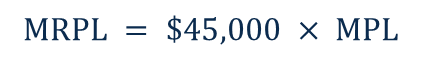 MRPL = $45,000 × MPL